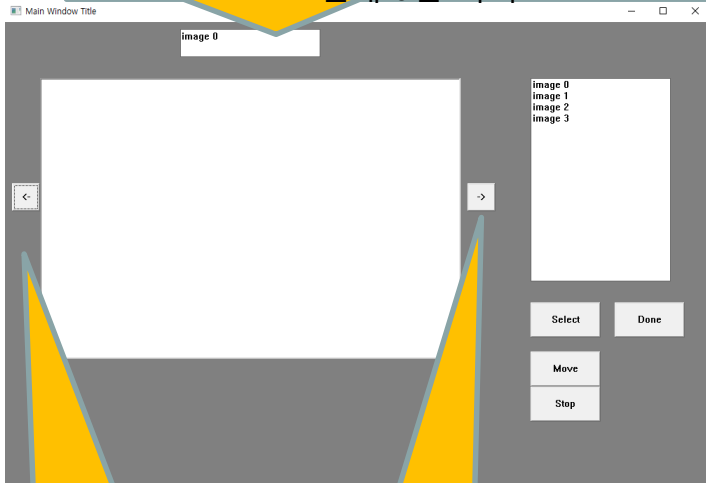 Main Window Title
image 0
image 0
image 1
image 2
image 3
<-
->
Select
Done
Move
Stop